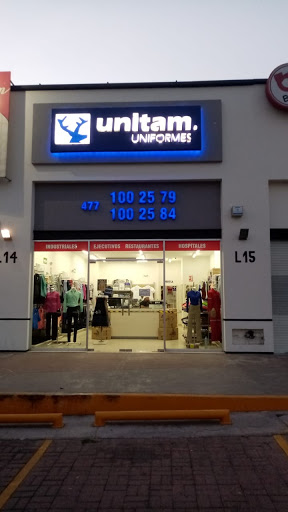 unitam.
UNIFORMES
477 100 25 79
100 25 84
INDUSTRIALES EJECUTIVOS RESTAURANTES HOSPITALES
L14
L15